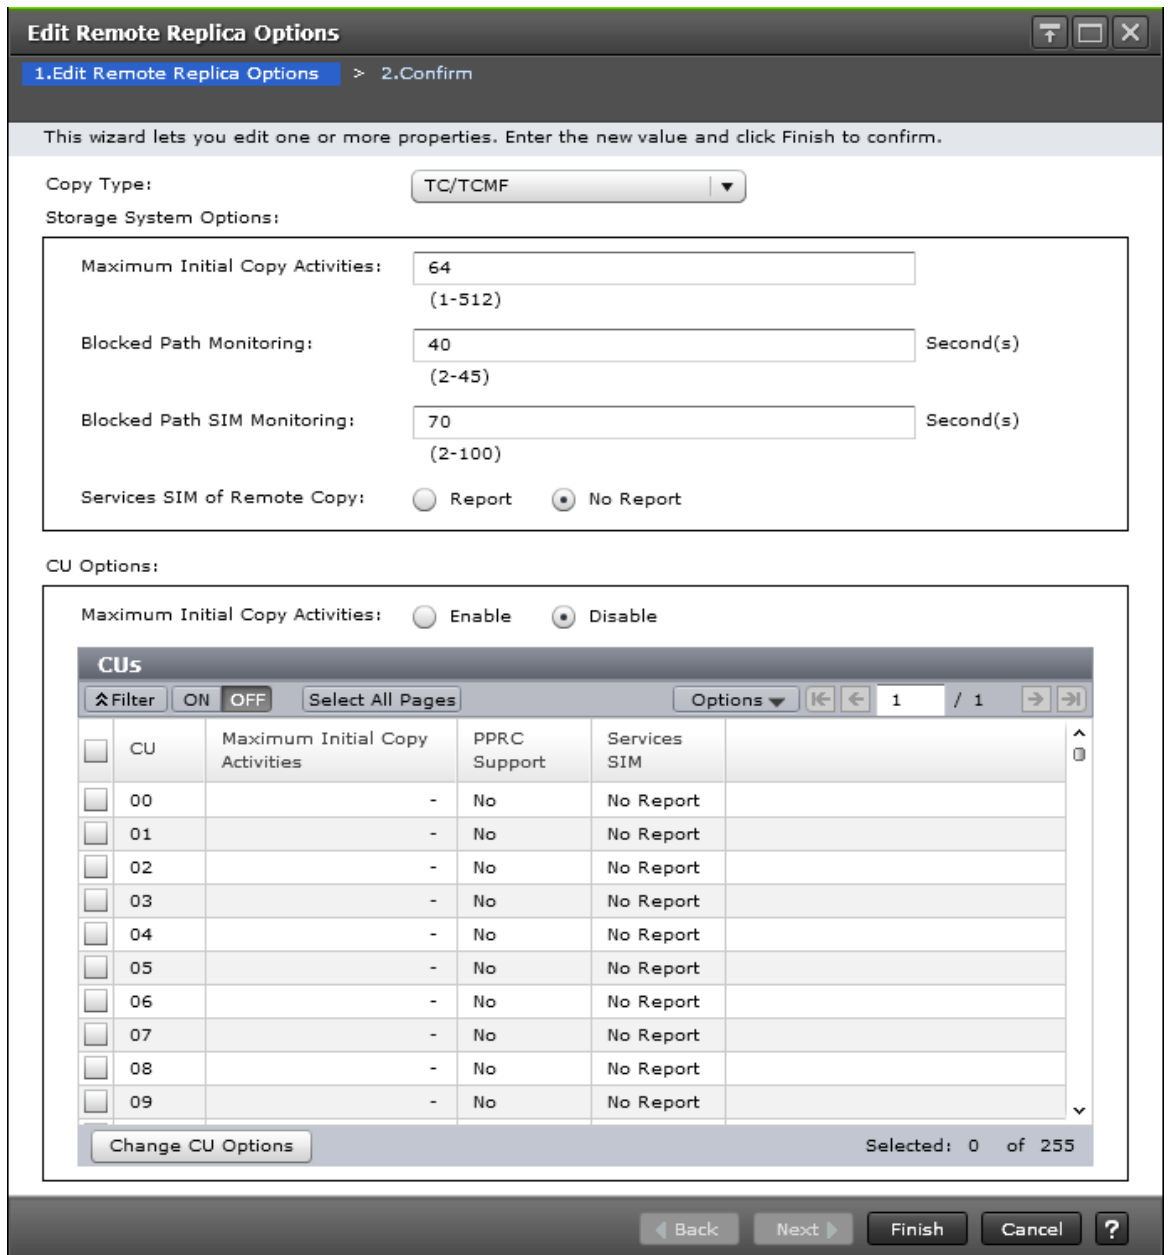 Edit Remote Replica Options
1.Edit Remote Replica Options > 2.Confirm
This wizard lets you edit one or more properties. Enter the new value and click Finish to confirm.
Copy Type: TC/TCMF
Storage System Options:
Maximum Initial Copy Activities: 64
(1-512)
Blocked Path Monitoring: 40 Second(s)
(2-45)
Blocked Path SIM Monitoring: 70 Second(s)
(2-100)
Services SIM of Remote Copy: Report No Report
CU Options:
Maximum Initial Copy Activities: Enable Disable
CUs
Filter ON OFF Select All Pages Options 1 / 1
CU Maximum Initial Copy Activities PPRC Support Services SIM
00 - No No Report
01 - No No Report
02 - No No Report
03 - No No Report
04 - No No Report
05 - No No Report
06 - No No Report
07 - No No Report
08 - No No Report
09 - No No Report
Change CU Options Selected: 0 of 255
Back Next Finish Cancel ?